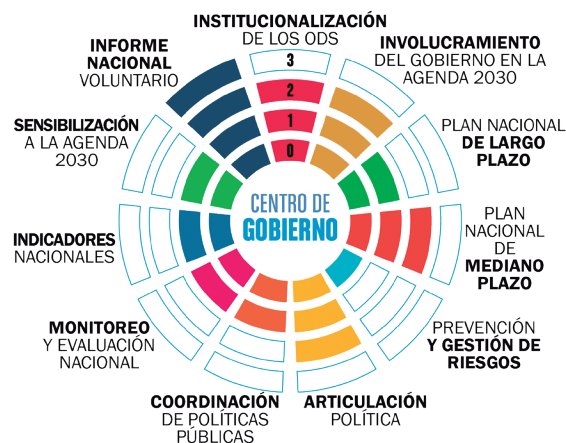 INSTITUCIONALIZACIÓN
DE LOS ODS
3
2
1
0
INVOLUCRAMIENTO
DEL GOBIERNO EN LA
AGENDA 2030
PLAN NACIONAL
DE LARGO
PLAZO
PLAN
NACIONAL
DE
MEDIANO
PLAZO
PREVENCIÓN
Y GESTIÓN DE
RIESGOS
ARTICULACIÓN
POLÍTICA
COORDINACIÓN
DE POLÍTICAS
PÚBLICAS
MONITOREO
Y EVALUACIÓN
NACIONAL
INDICADORES
NACIONALES
SENSIBILIZACIÓN
A LA AGENDA
2030
INFORME
NACIONAL
VOLUNTARIO
CENTRO DE
GOBIERNO